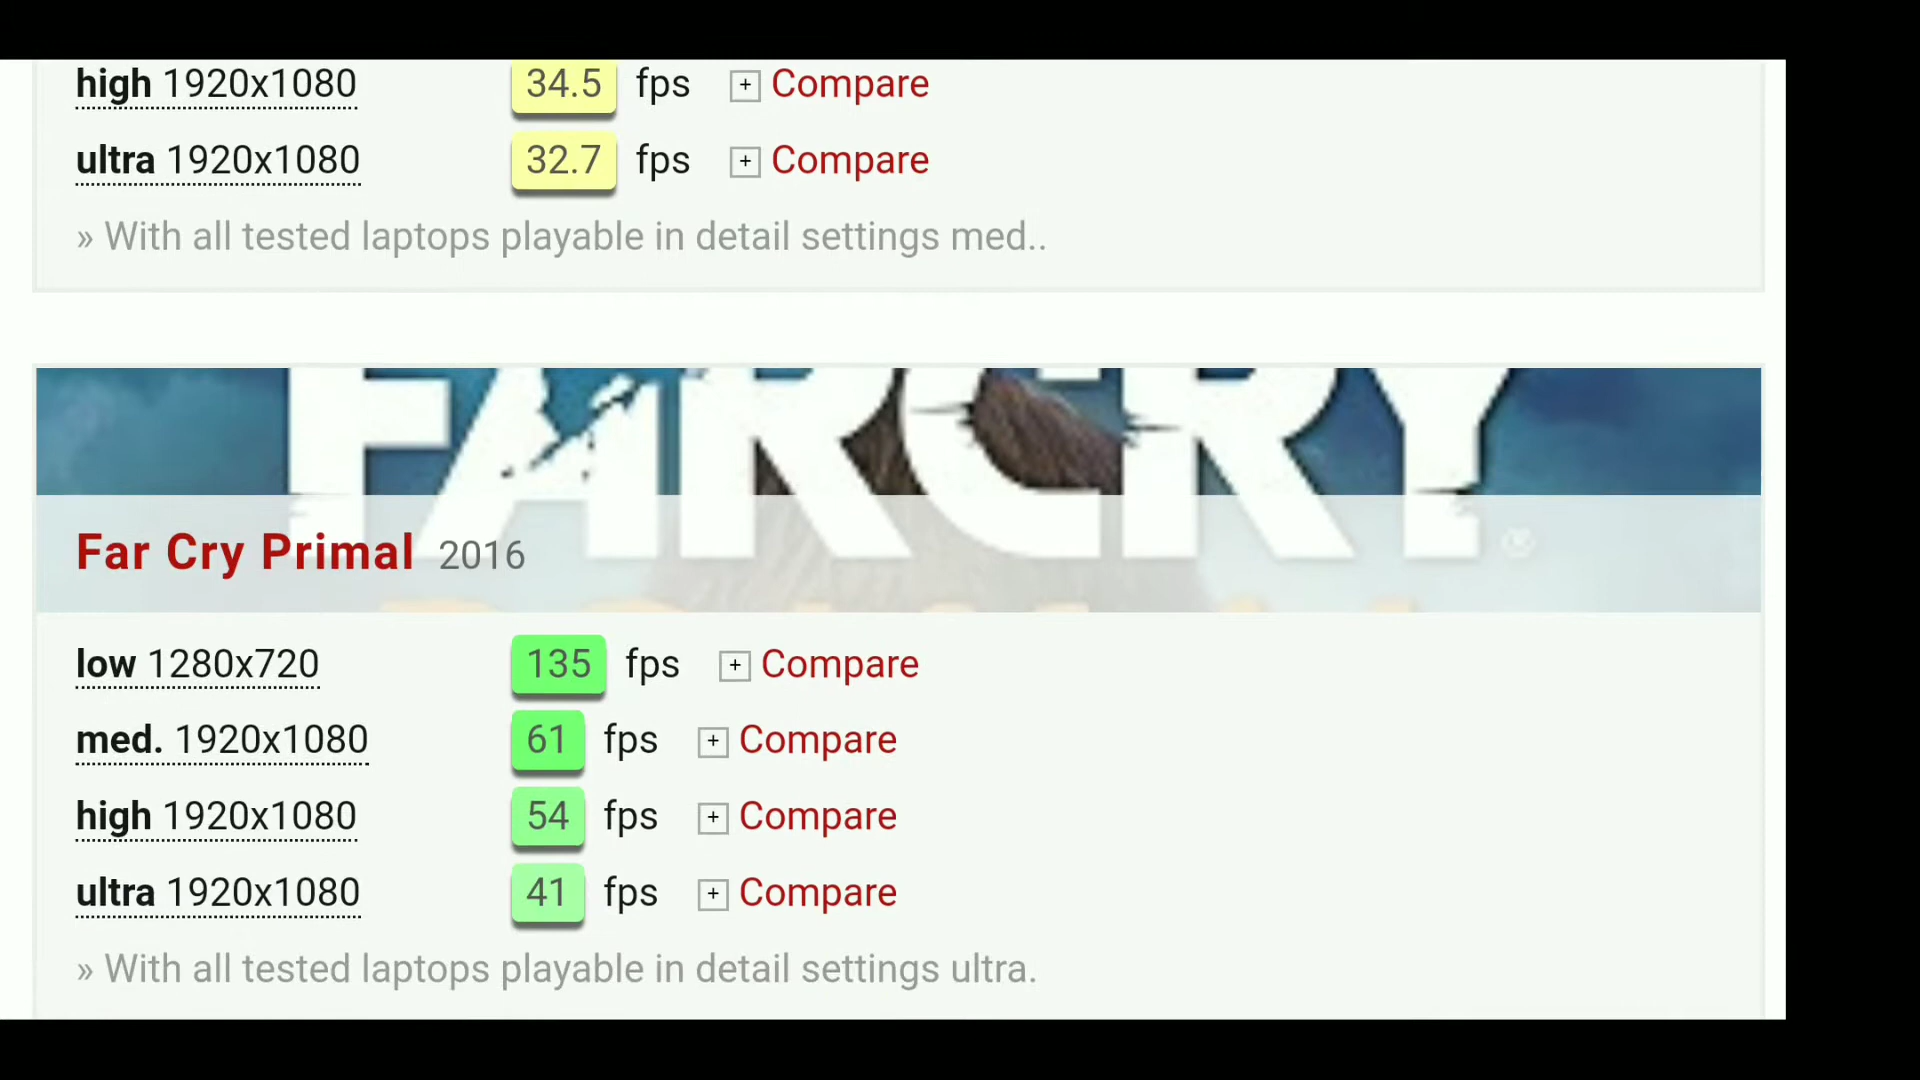 high 1920x1080 34.5 fps + Compare
ultra 1920x1080 32.7 fps + Compare
» With all tested laptops playable in detail settings med..
FARCRY
Far Cry Primal 2016
low 1280x720 135 fps + Compare
med. 1920x1080 61 fps + Compare
high 1920x1080 54 fps + Compare
ultra 1920x1080 41 fps + Compare
» With all tested laptops playable in detail settings ultra.